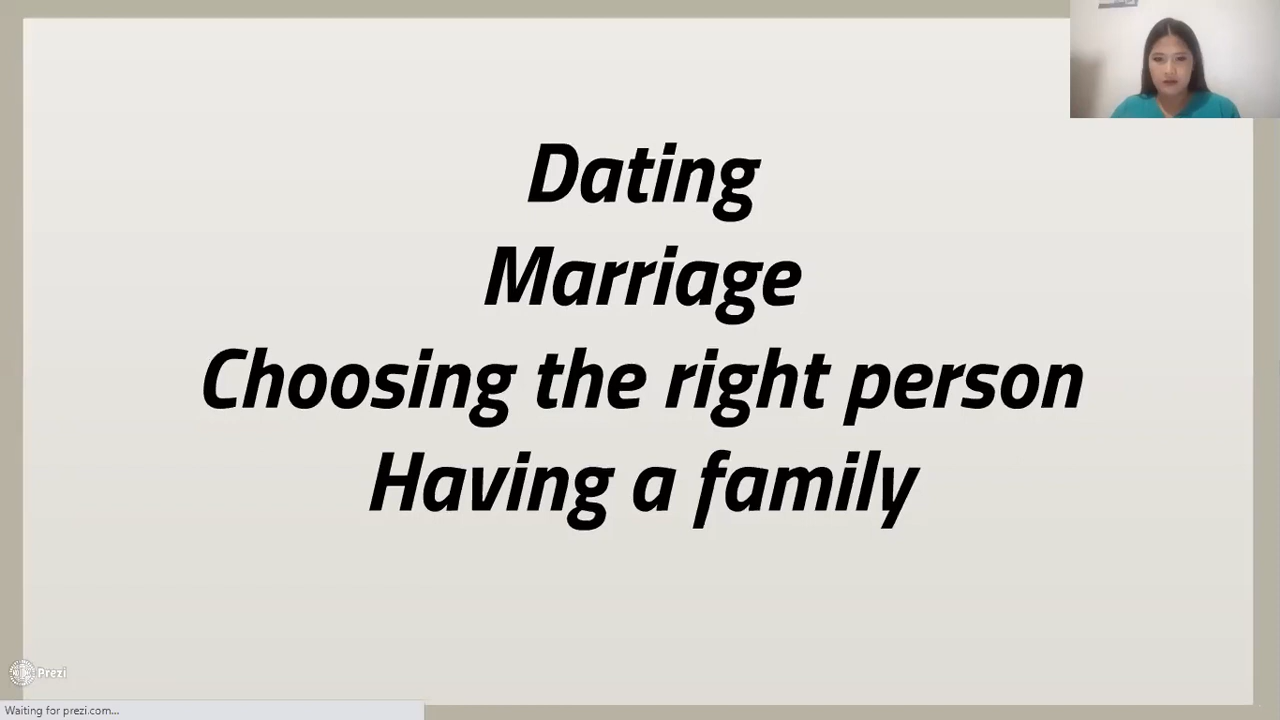 Dating
Marriage
Choosing the right person
Having a family
Prezi
Waiting for prezi.com...